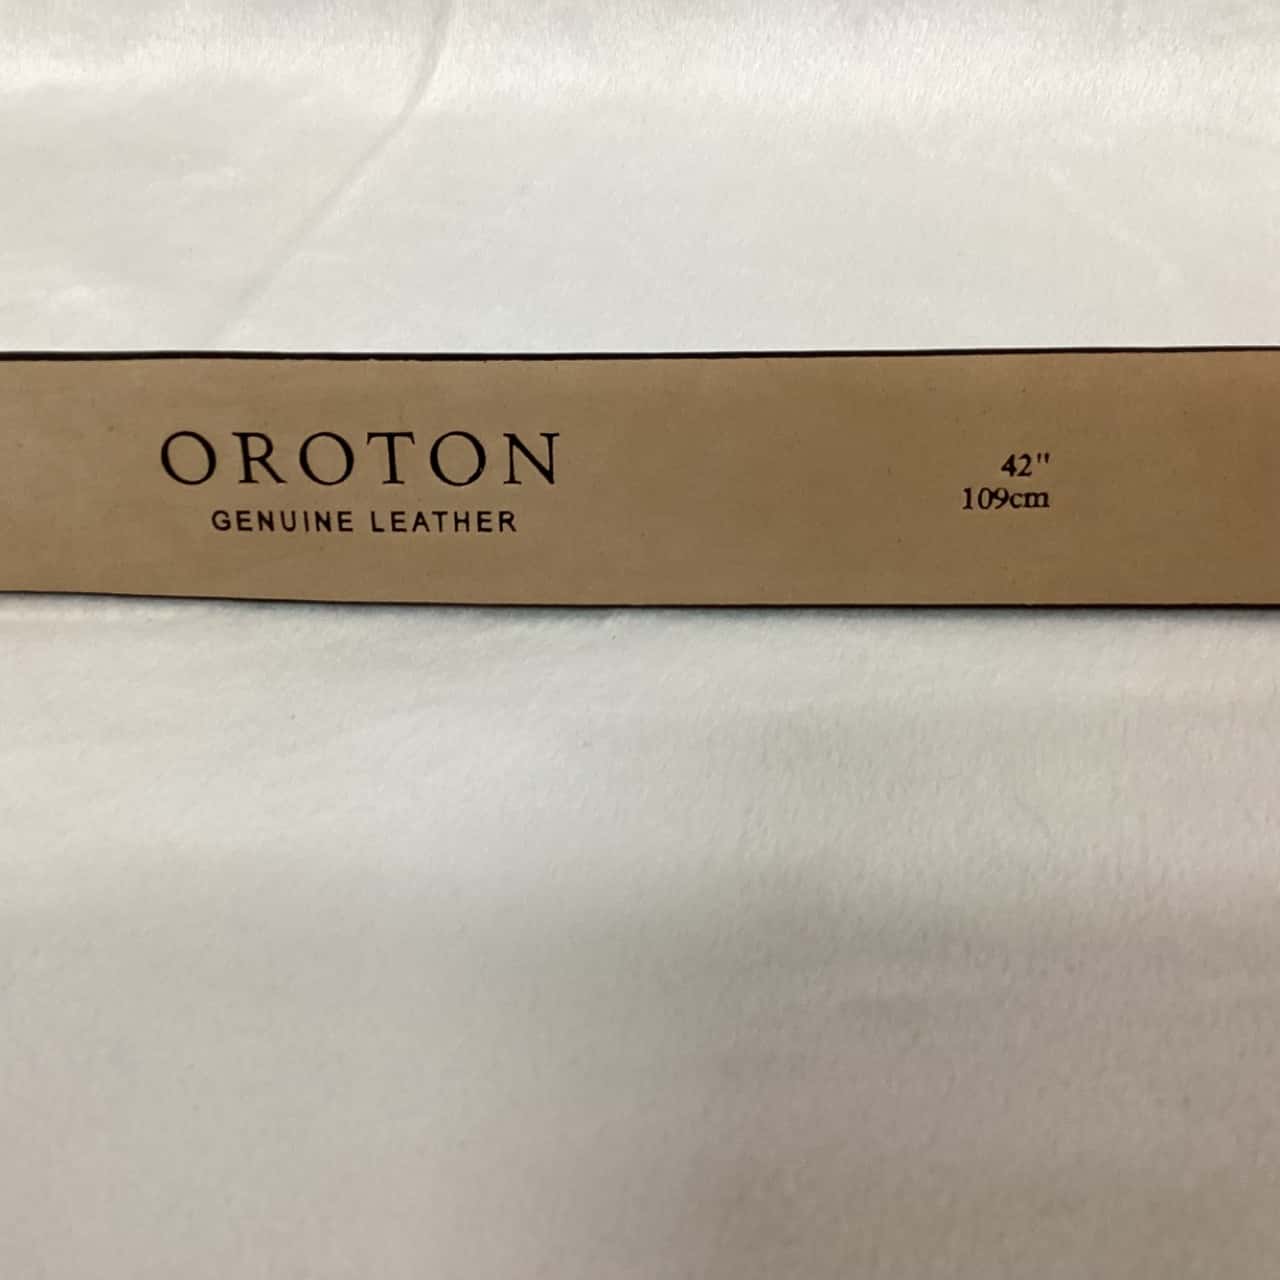 OROTON
GENUINE LEATHER
42"
109cm